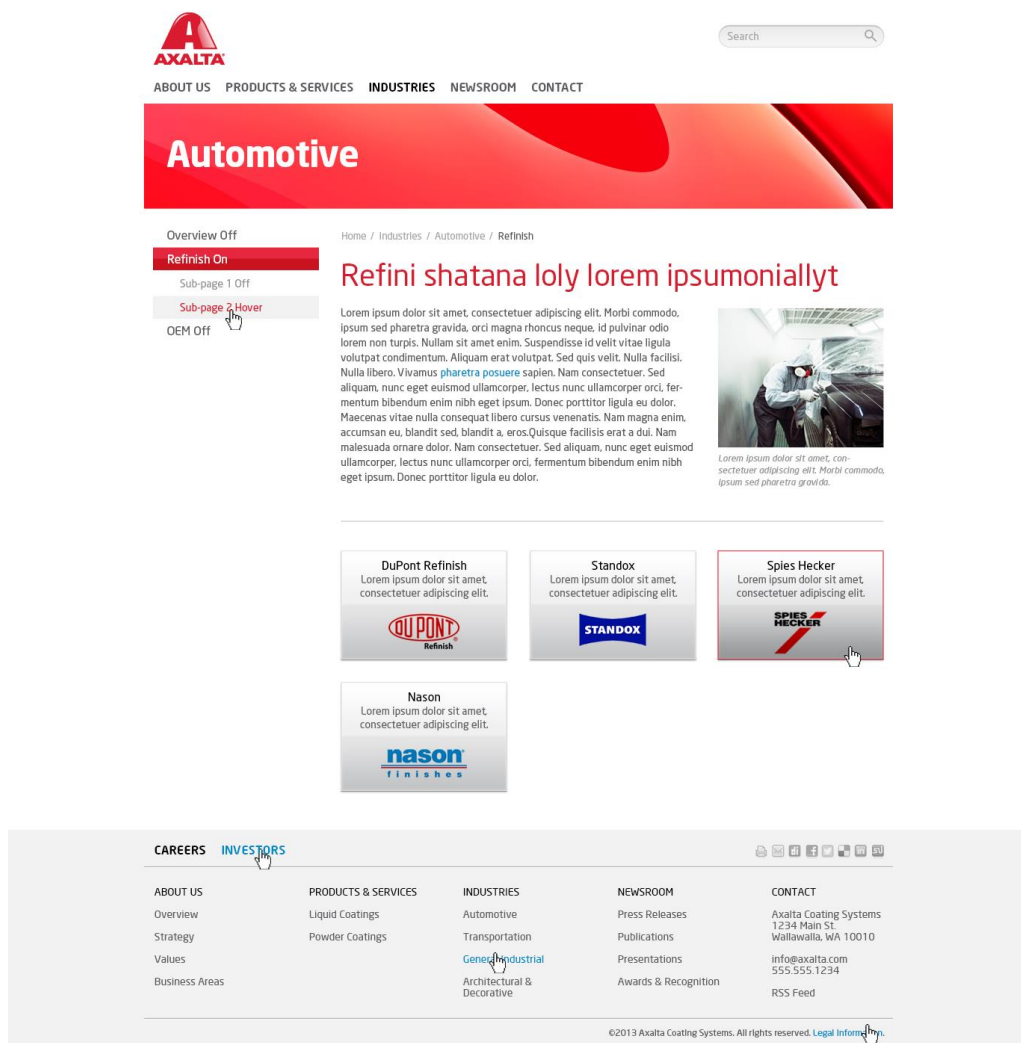 AXALTA
Search
ABOUT US PRODUCTS & SERVICES INDUSTRIES NEWSROOM CONTACT
Automotive
Overview Off
Refinish On
Sub-page 1 Off
Sub-page 2 Hover
OEM Off
Home / Industries / Automotive / Refinish
Refini shatana loly lorem ipsumoniallyt
Lorem ipsum dolor sit amet, consectetuer adipiscing elit. Morbi commodo,
ipsum sed pharetra gravida, orci magna rhoncus neque, id pulvinar odio
lorem non turpis. Nullam sit amet enim. Suspendisse id velit vitae ligula
volutpat condimentum. Aliquam erat volutpat. Sed quis velit. Nulla facilisi.
Nulla libero. Vivamus pharetra posuere sapien. Nam consectetuer. Sed
aliquam, nunc eget euismod ullamcorper, lectus nunc ullamcorper orci, fer-
mentum bibendum enim nibh eget ipsum. Donec porttitor ligula eu dolor.
Maecenas vitae nulla consequat libero cursus venenatis. Nam magna enim,
accumsan eu, blandit sed, blandit a, eros.Quisque facilisis erat a dui. Nam
malesuada ornare dolor. Nam consectetuer. Sed aliquam, nunc eget euismod
ullamcorper, lectus nunc ullamcorper orci, fermentum bibendum enim nibh
eget ipsum. Donec porttitor ligula eu dolor.
Lorem ipsum dolor sit amet, con-
sectetuer adipiscing elit. Morbi commodo,
ipsum sed pharetra gravida.
DuPont Refinish
Lorem ipsum dolor sit amet,
consectetuer adipiscing elit.
DUPONT
Refinish
Standox
Lorem ipsum dolor sit amet,
consectetuer adipiscing elit.
STANDOX
Spies Hecker
Lorem ipsum dolor sit amet,
consectetuer adipiscing elit.
SPIES
HECKER
Nason
Lorem ipsum dolor sit amet,
consectetuer adipiscing elit.
nason
finishes
CAREERS INVESTORS
ABOUT US
Overview
Strategy
Values
Business Areas
PRODUCTS & SERVICES
Liquid Coatings
Powder Coatings
INDUSTRIES
Automotive
Transportation
General Industrial
Architectural &
Decorative
NEWSROOM
Press Releases
Publications
Presentations
Awards & Recognition
CONTACT
Axalta Coating Systems
1234 Main St.
Wallawalla, WA 10010
info@axalta.com
555.555.1234
RSS Feed
©2013 Axalta Coating Systems. All rights reserved. Legal Information.